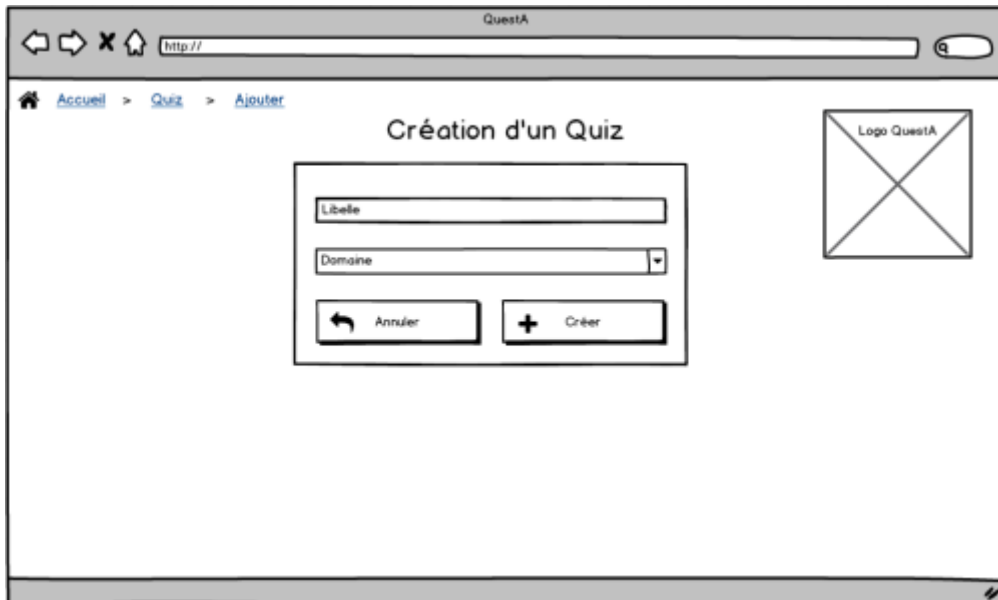 QuestA
http://
Accueil > Quiz > Ajouter
Création d'un Quiz
Logo QuestA
Libelle
Domaine
Annuler
Créer